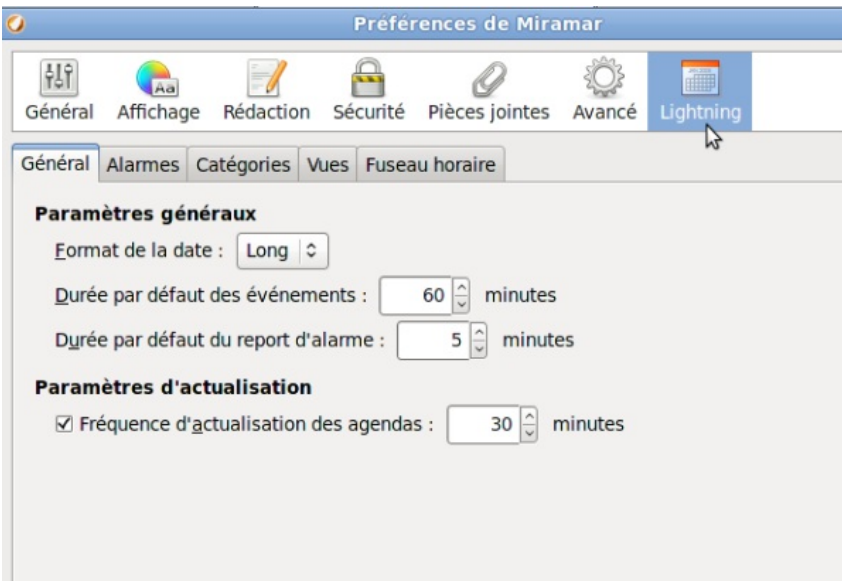 Préférences de Miramar
Général Affichage Rédaction Sécurité Pièces jointes Avancé Lightning
Général Alarmes Catégories Vues Fuseau horaire
Paramètres généraux
Format de la date : Long
Durée par défaut des événements : 60 minutes
Durée par défaut du report d'alarme : 5 minutes
Paramètres d'actualisation
Fréquence d'actualisation des agendas : 30 minutes